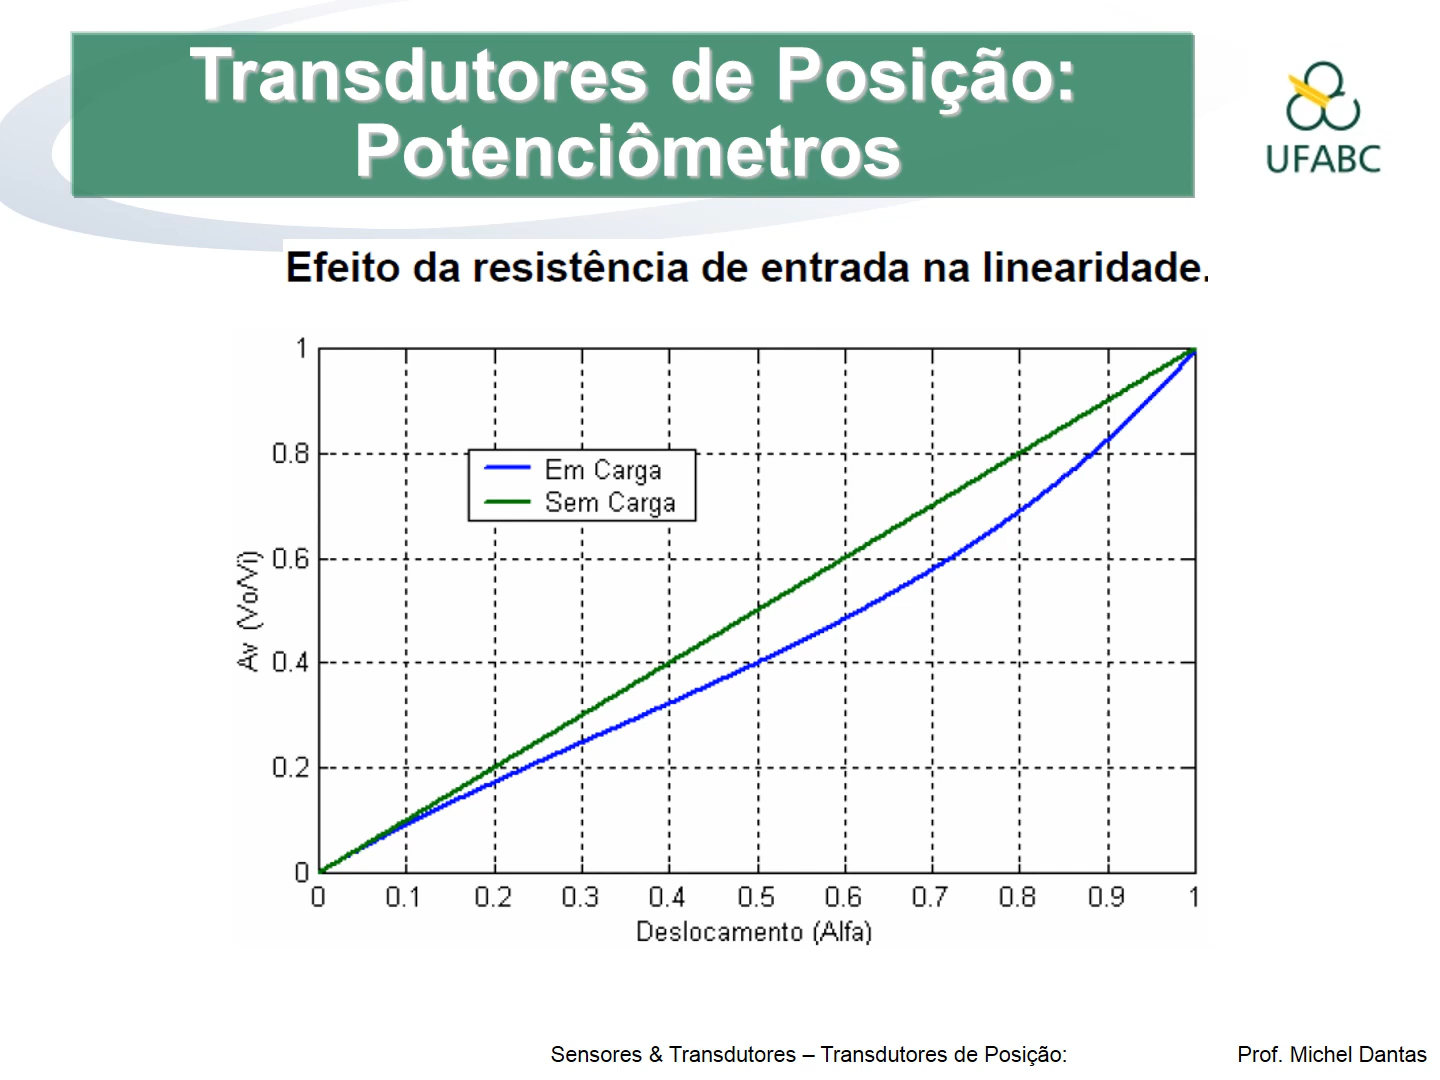 Transdutores de Posição:
Potenciômetros
UFABC
Efeito da resistência de entrada na linearidade.
1
0.8
0.6
0.4
0.2
0
Av (Vo/Vi)
Em Carga
Sem Carga
0 0.1 0.2 0.3 0.4 0.5 0.6 0.7 0.8 0.9 1
Deslocamento (Alfa)
Sensores & Transdutores – Transdutores de Posição: Prof. Michel Dantas